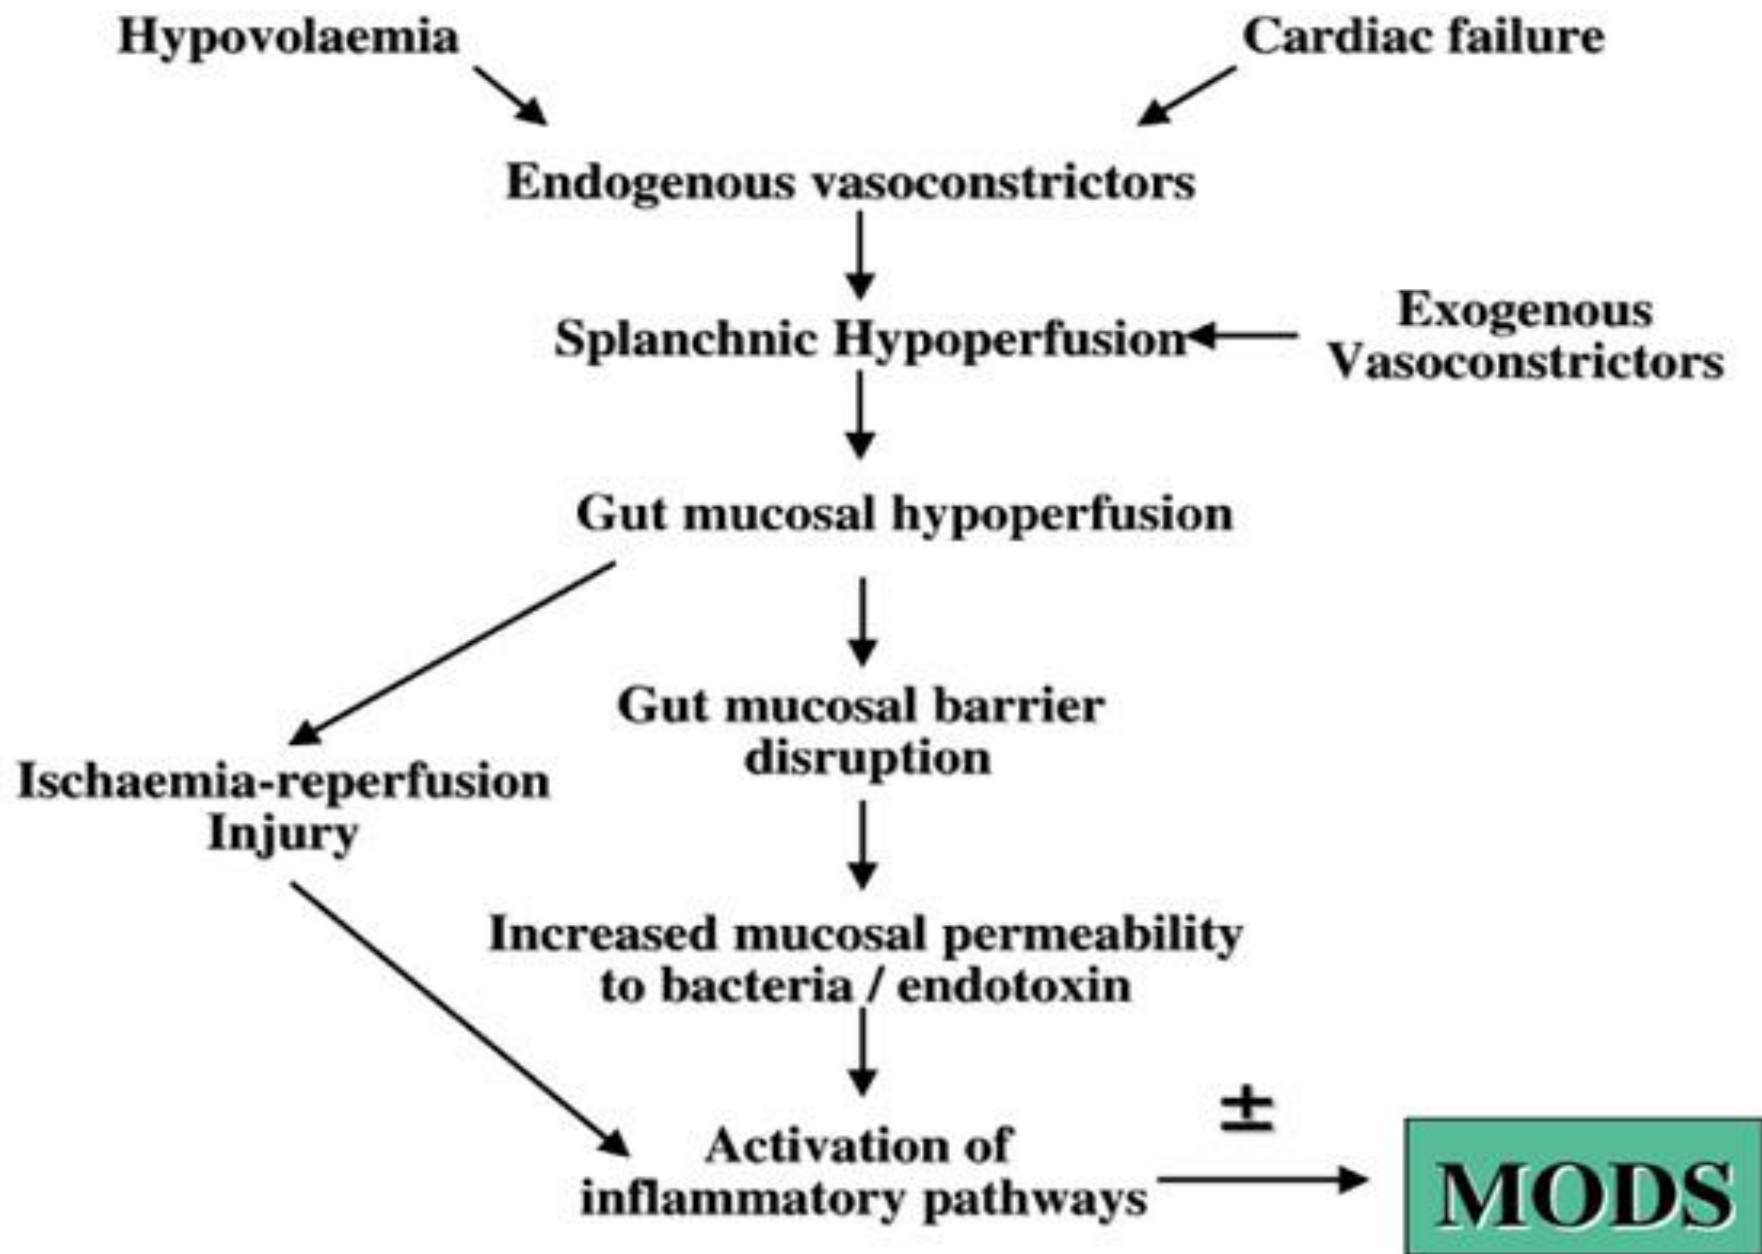 Hypovolaemia
Cardiac failure
Endogenous vasoconstrictors
Splanchnic Hypoperfusion
Exogenous
Vasoconstrictors
Gut mucosal hypoperfusion
Gut mucosal barrier
disruption
Ischaemia-reperfusion
Injury
Increased mucosal permeability
to bacteria / endotoxin
Activation of
inflammatory pathways
±
MODS